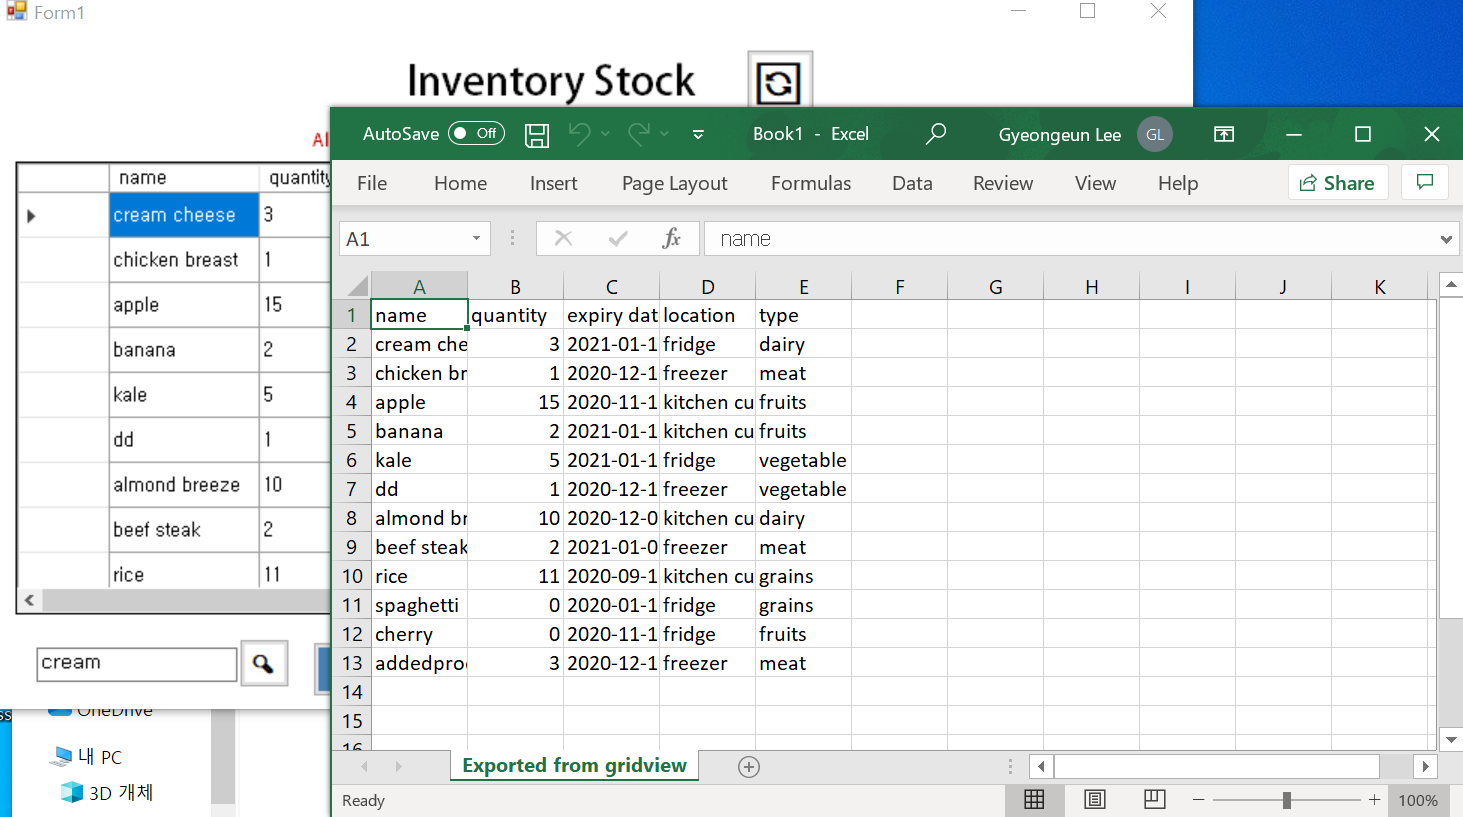 Form1
Inventory Stock
Al
name quantity
cream cheese 3
chicken breast 1
apple 15
banana 2
kale 5
dd 1
almond breeze 10
beef steak 2
rice 11
cream
OneDrive
내 PC
3D 개체
AutoSave Off Book1 - Excel Gyeongeun Lee GL
File Home Insert Page Layout Formulas Data Review View Help Share
A1 fx name
A B C D E F G H I J K
1 name quantity expiry dat location type
2 cream che 3 2021-01-1 fridge dairy
3 chicken br 1 2020-12-1 freezer meat
4 apple 15 2020-11-1 kitchen cu fruits
5 banana 2 2021-01-1 kitchen cu fruits
6 kale 5 2021-01-1 fridge vegetable
7 dd 1 2020-12-1 freezer vegetable
8 almond br 10 2020-12-0 kitchen cu dairy
9 beef steak 2 2021-01-0 freezer meat
10 rice 11 2020-09-1 kitchen cu grains
11 spaghetti 0 2020-01-1 fridge grains
12 cherry 0 2020-11-1 fridge fruits
13 addedpro 3 2020-12-1 freezer meat
14
15
16
Exported from gridview
Ready 100%